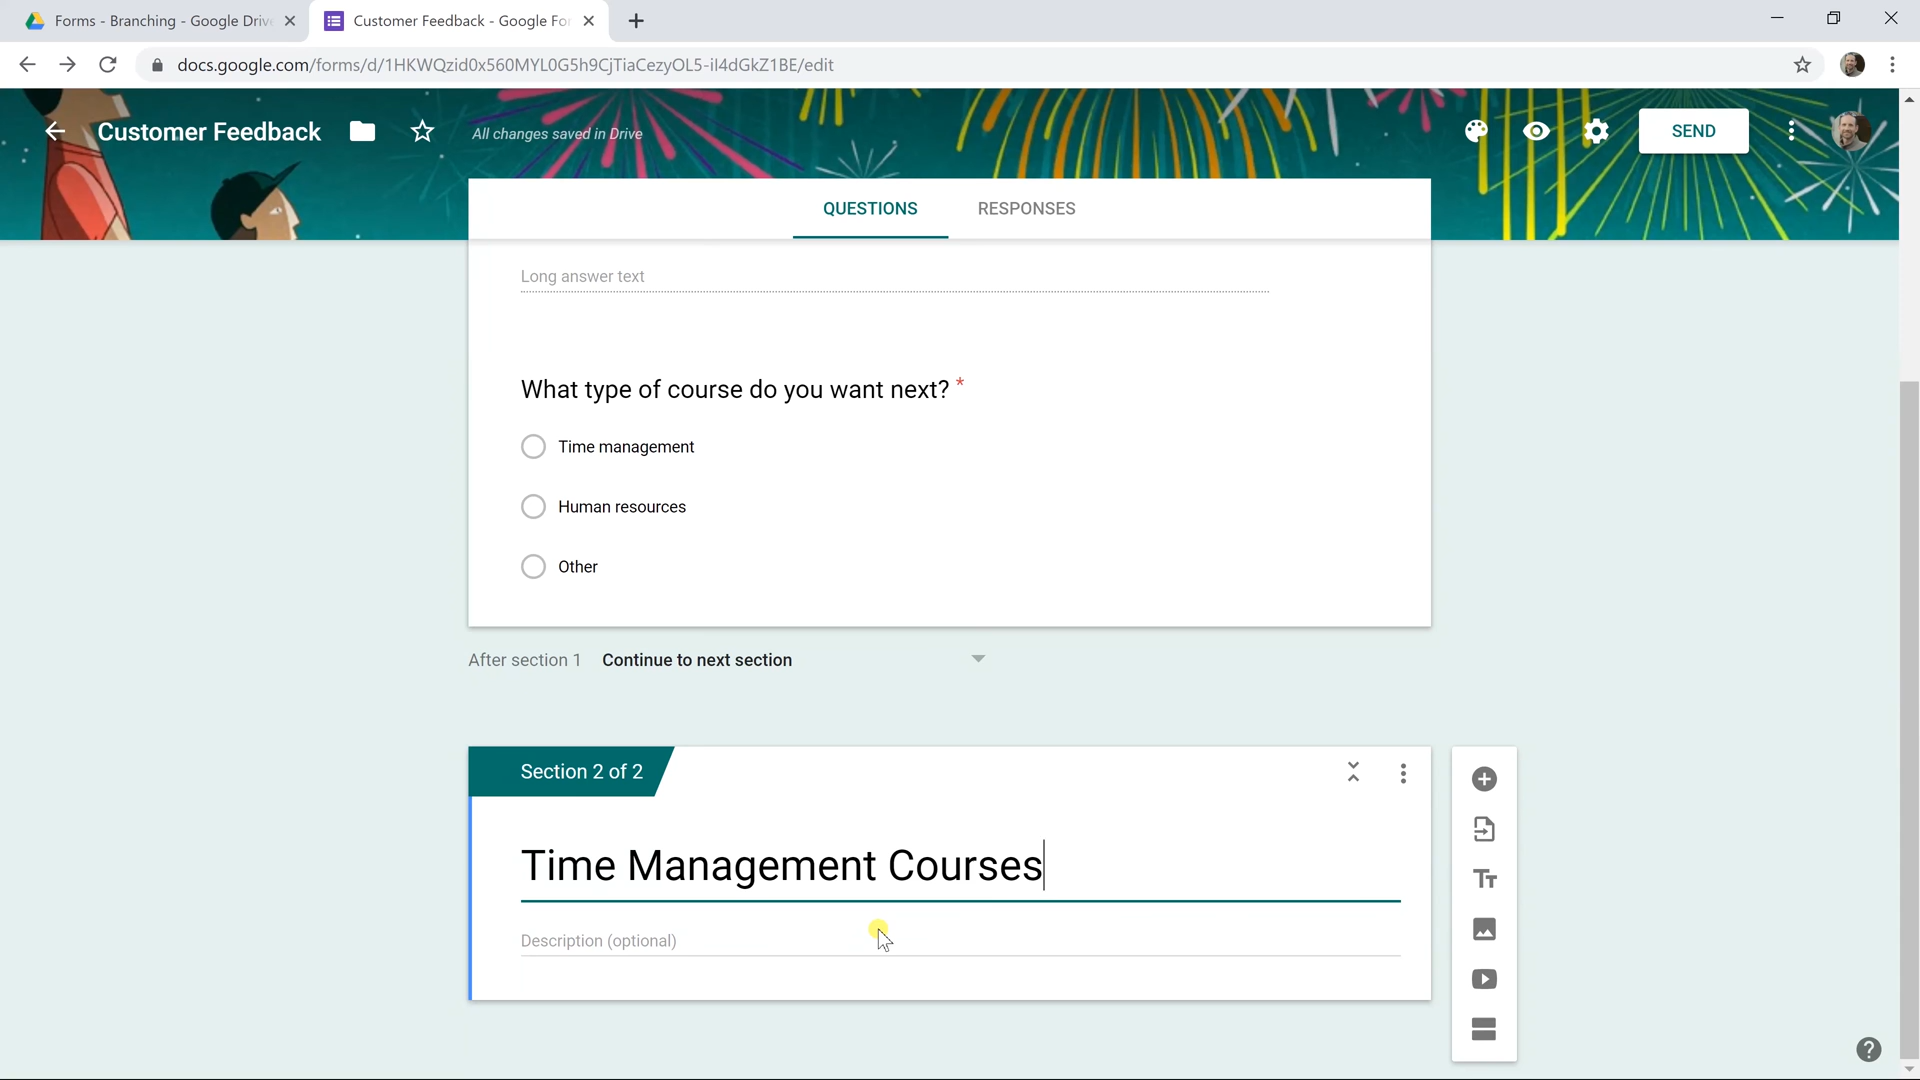 Forms - Branching - Google Drive
Customer Feedback - Google For
docs.google.com/forms/d/1HKWQzid0x560MYL0G5h9CjTiaCezyOL5-il4dGkZ1BE/edit
Customer Feedback
All changes saved in Drive
SEND
QUESTIONS
RESPONSES
Long answer text
What type of course do you want next? *
Time management
Human resources
Other
After section 1 Continue to next section
Section 2 of 2
Time Management Courses
Description (optional)